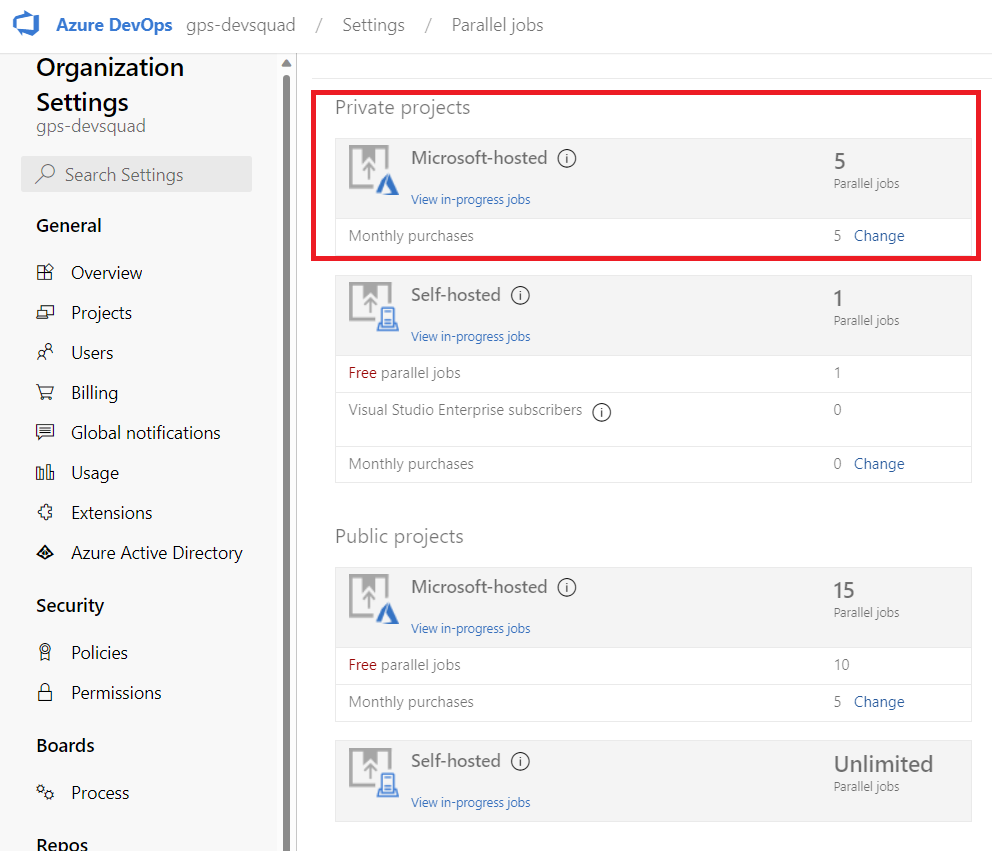 Azure DevOps gps-devsquad / Settings / Parallel jobs
Organization
Settings
gps-devsquad
Search Settings
General
Overview
Projects
Users
Billing
Global notifications
Usage
Extensions
Azure Active Directory
Security
Policies
Permissions
Boards
Process
Repos
Private projects
Microsoft-hosted
5
Parallel jobs
View in-progress jobs
Monthly purchases 5 Change
Self-hosted
1
Parallel jobs
View in-progress jobs
Free parallel jobs 1
Visual Studio Enterprise subscribers 0
Monthly purchases 0 Change
Public projects
Microsoft-hosted
15
Parallel jobs
View in-progress jobs
Free parallel jobs 10
Monthly purchases 5 Change
Self-hosted
Unlimited
Parallel jobs
View in-progress jobs